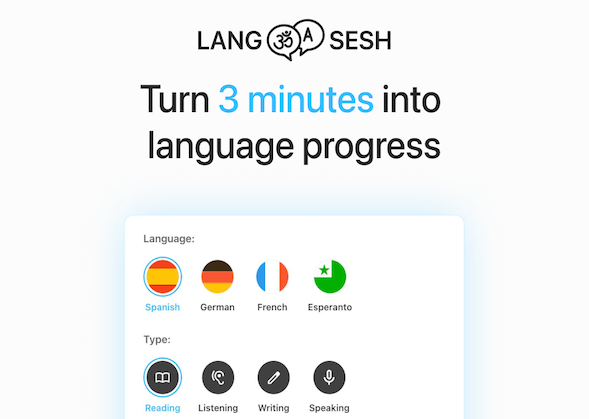 LANG ॐ A SESH
Turn 3 minutes into
language progress
Language:
Spanish German French Esperanto
Type:
Reading Listening Writing Speaking